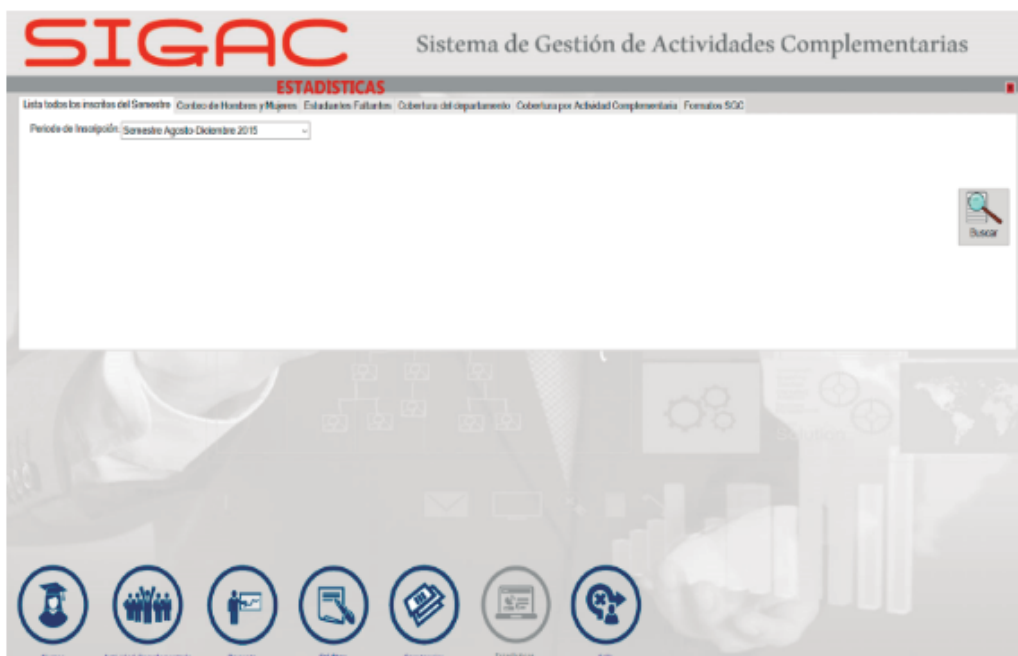 SIGAC
Sistema de Gestión de Actividades Complementarias
ESTADISTICAS
Lista todos los inscritos del Semestre Conteo de Hombres y Mujeres Estudiantes Faltantes Cobertura del departamento Cobertura por Actividad Complementaria Formatos SGC
Periodo de Inscripción: Semestre Agosto-Diciembre 2015
Buscar
Solution